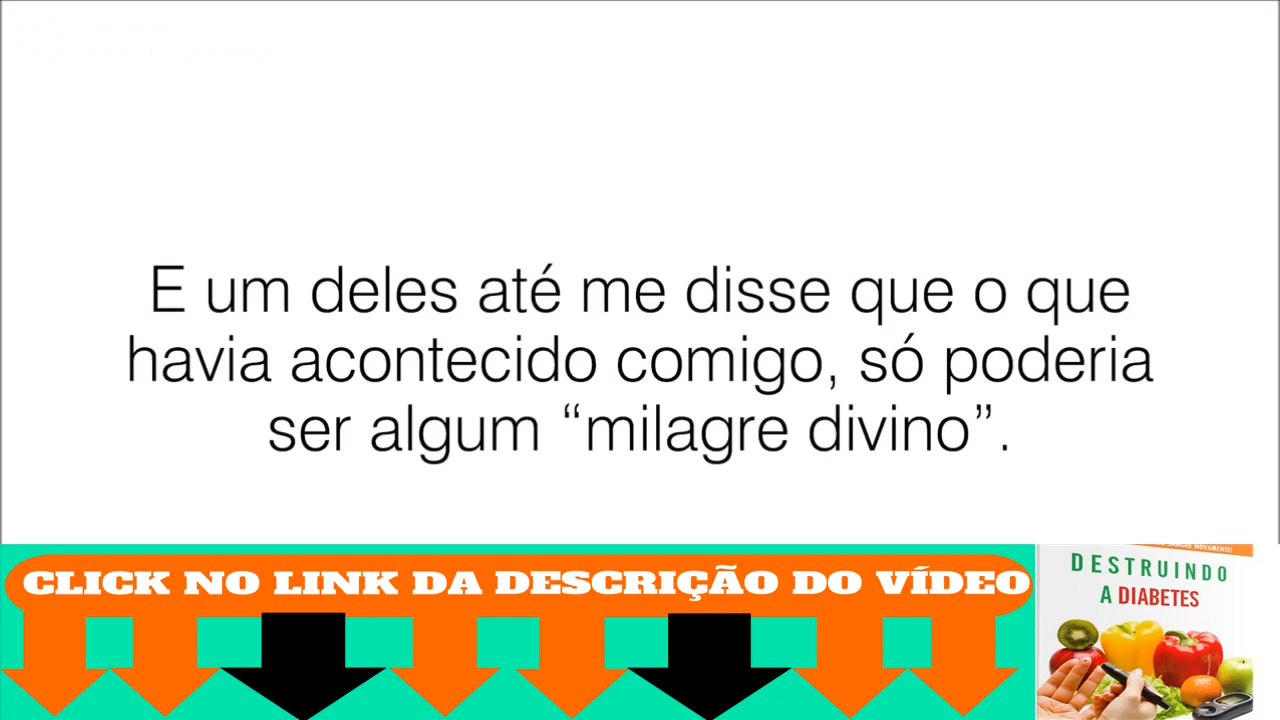 E um deles até me disse que o que
havia acontecido comigo, só poderia
ser algum “milagre divino”.
CLICK NO LINK DA DESCRIÇÃO DO VÍDEO
NOVAMENTE!
DESTRUINDO
A DIABETES